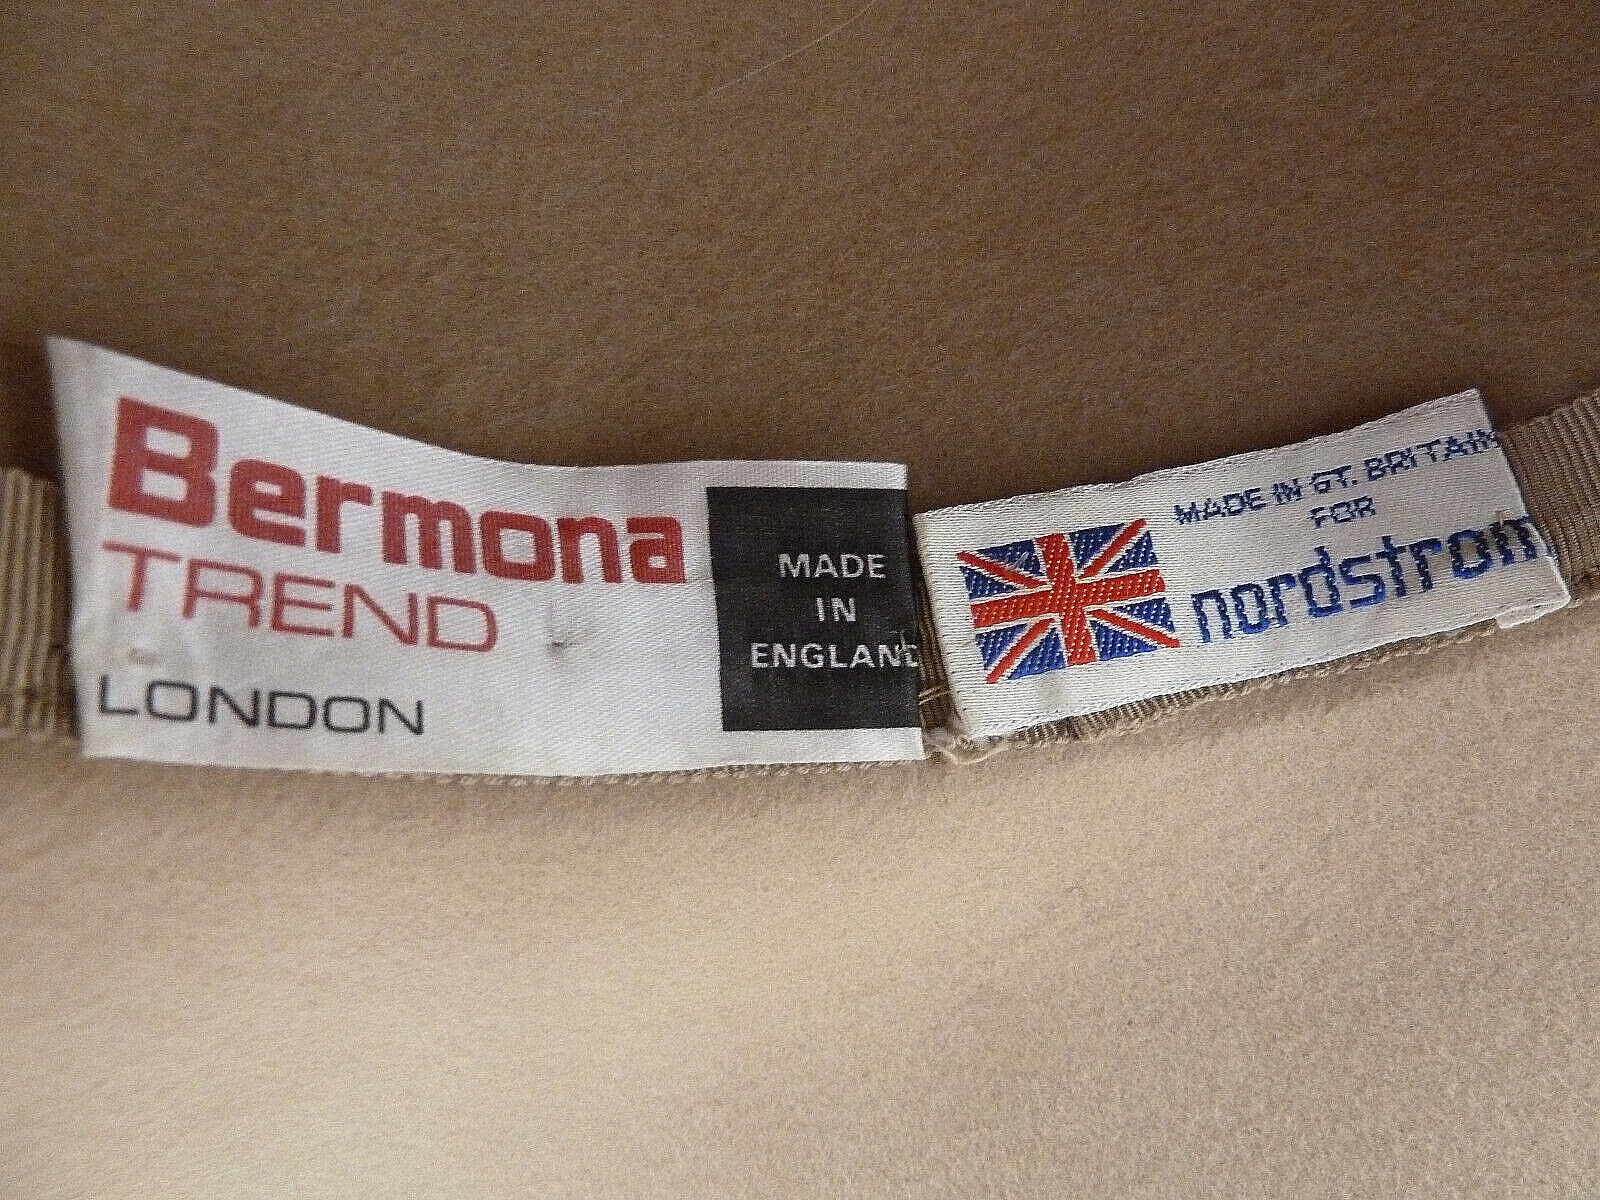 Bermona
TREND
LONDON
MADE
IN
ENGLAND
MADE IN GT. BRITAIN
FOR
nordstrom